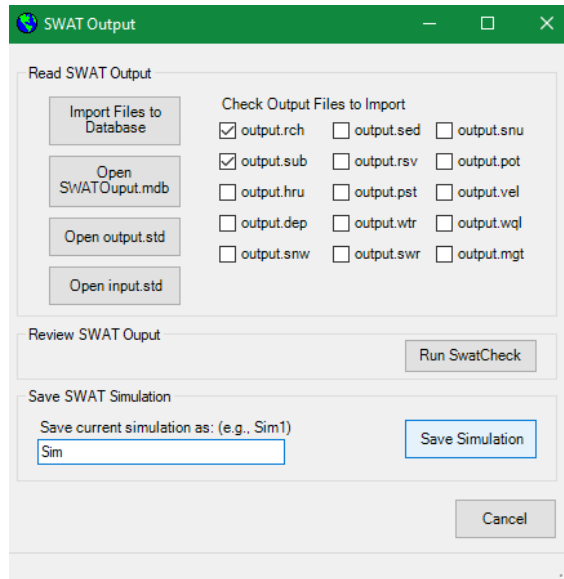 SWAT Output
Read SWAT Output
Import Files to
Database
Open
SWATOuput.mdb
Open output.std
Open input.std
Check Output Files to Import
output.rch output.sed output.snu
output.sub output.rsv output.pot
output.hru output.pst output.vel
output.dep output.wtr output.wql
output.snw output.swr output.mgt
Review SWAT Ouput
Run SwatCheck
Save SWAT Simulation
Save current simulation as: (e.g., Sim1)
Sim
Save Simulation
Cancel